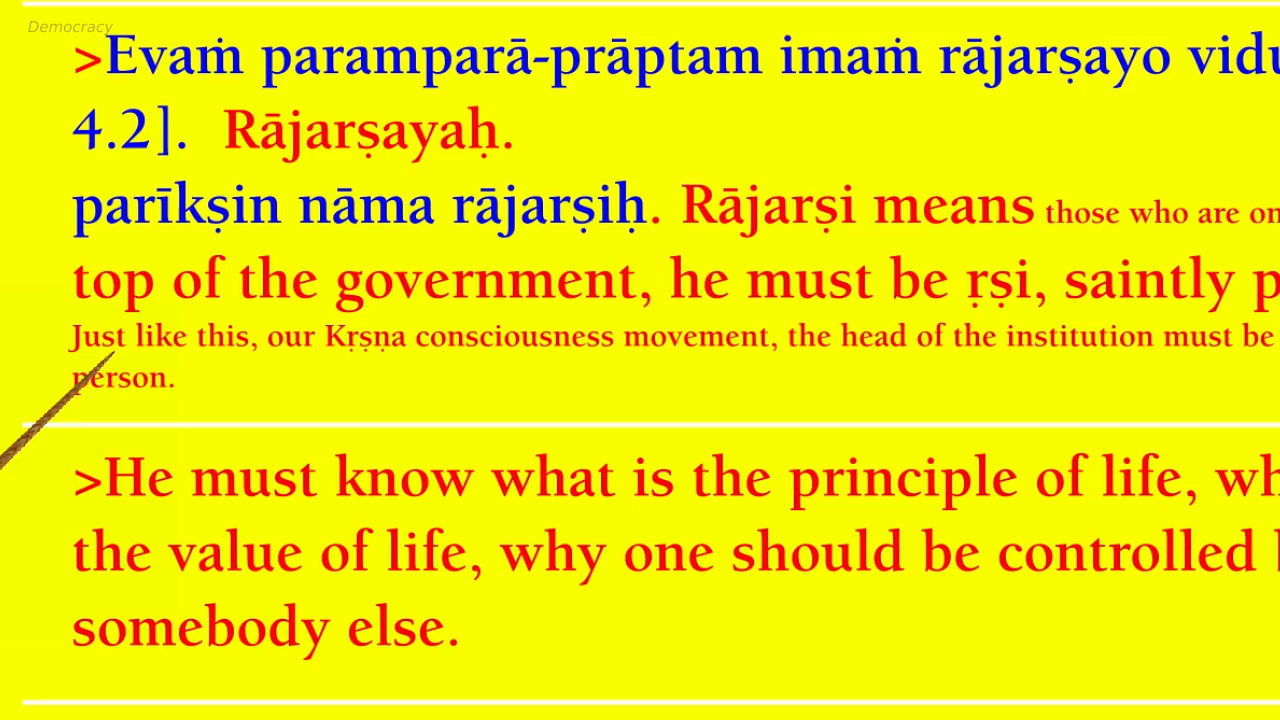 Democracy
>Evaṁ paramparā-prāptam imaṁ rājarṣayo vidu
4.2]. Rājarṣayaḥ.
parīkṣin nāma rājarṣiḥ. Rājarṣi means those who are on
top of the government, he must be ṛṣi, saintly p
Just like this, our Kṛṣṇa consciousness movement, the head of the institution must be
person.
>He must know what is the principle of life, wh
the value of life, why one should be controlled
somebody else.